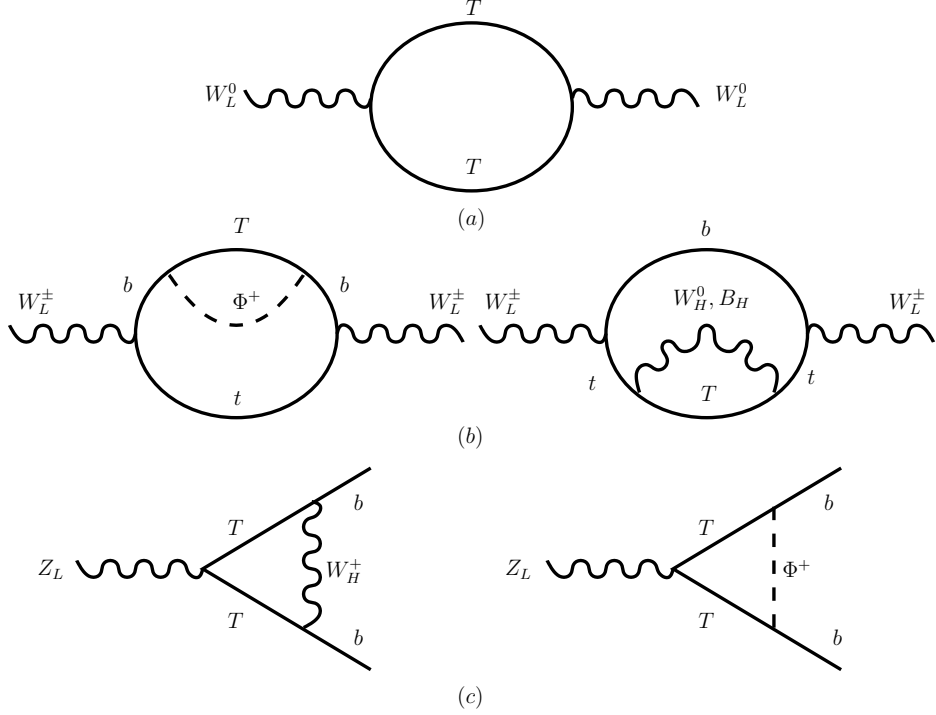 T
W_L^0 W_L^0
T
(a)
T b
b b
W_L^± Φ^+ W_L^± W_L^± W_H^0, B_H W_L^±
t t
t T
(b)
b b
T T
Z_L W_H^+ Z_L Φ^+
T T
b b
(c)